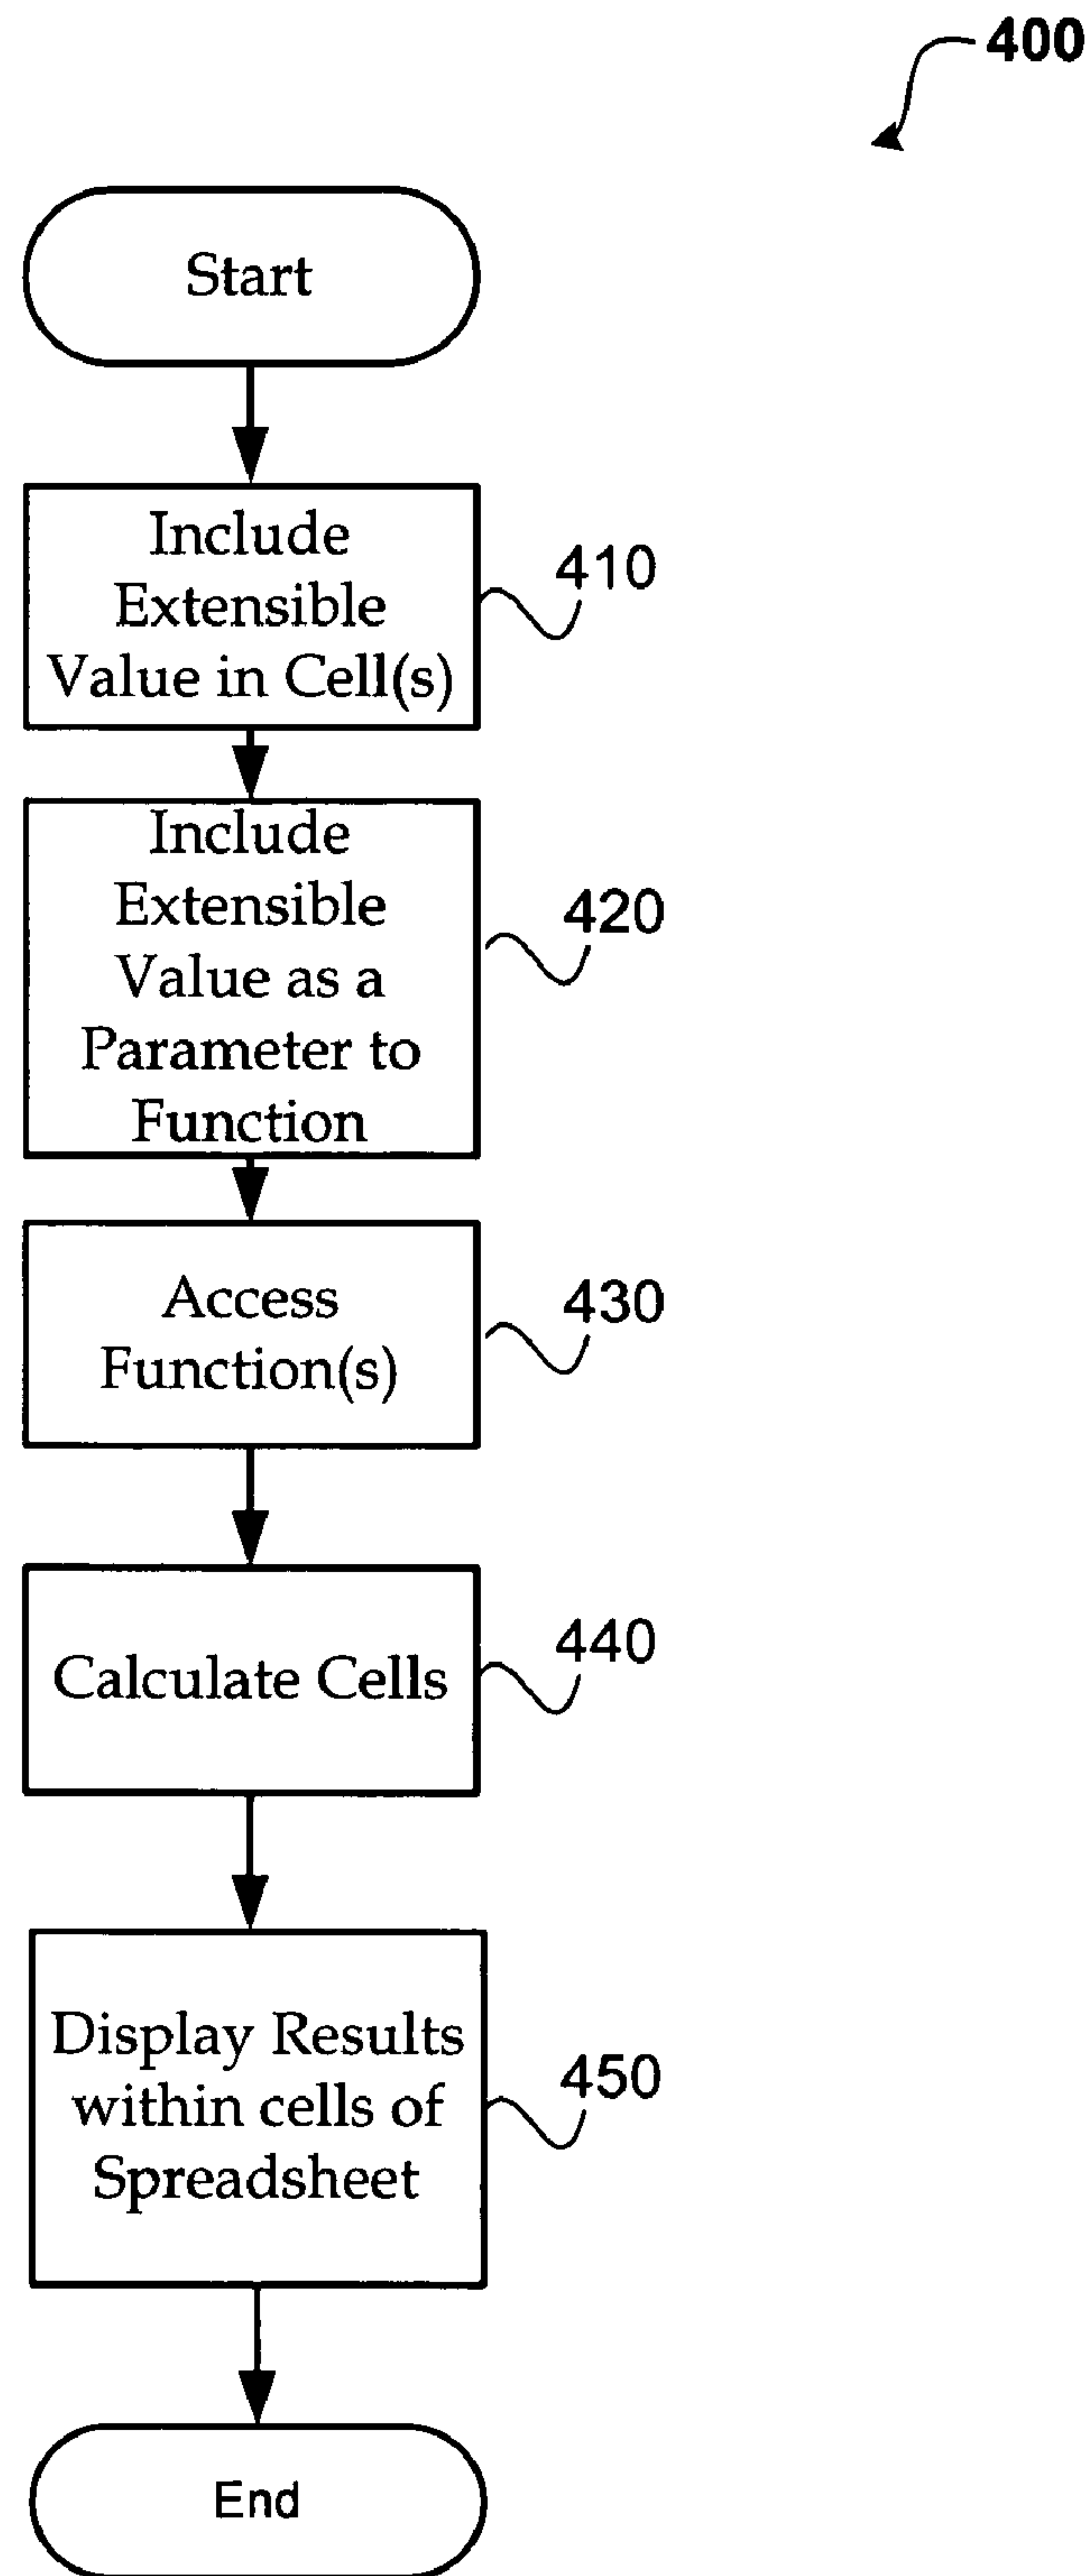 400
Start
Include
Extensible
Value in Cell(s)
410
Include
Extensible
Value as a
Parameter to
Function
420
Access
Function(s)
430
Calculate Cells
440
Display Results
within cells of
Spreadsheet
450
End